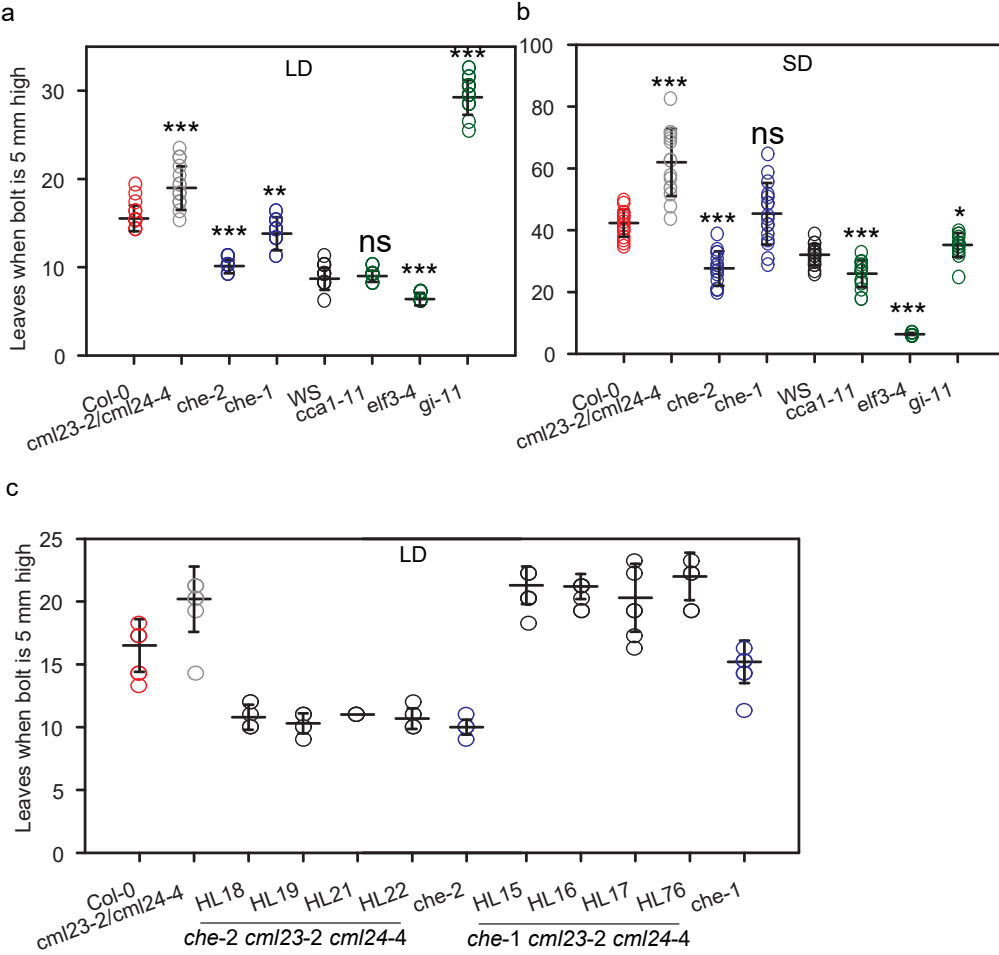 a
LD
Leaves when bolt is 5 mm high
30
20
10
0
***
***
**
ns
***
***
Col-0
cml23-2/cml24-4
che-2
che-1
WS
cca1-11
elf3-4
gi-11
b
SD
100
80
60
40
20
0
***
***
ns
***
***
*
Col-0
cml23-2/cml24-4
che-2
che-1
WS
cca1-11
elf3-4
gi-11
c
LD
Leaves when bolt is 5 mm high
25
20
15
10
5
0
Col-0
cml23-2/cml24-4
HL18
HL19
HL21
HL22
che-2
HL15
HL16
HL17
HL76
che-1
che-2 cml23-2 cml24-4
che-1 cml23-2 cml24-4